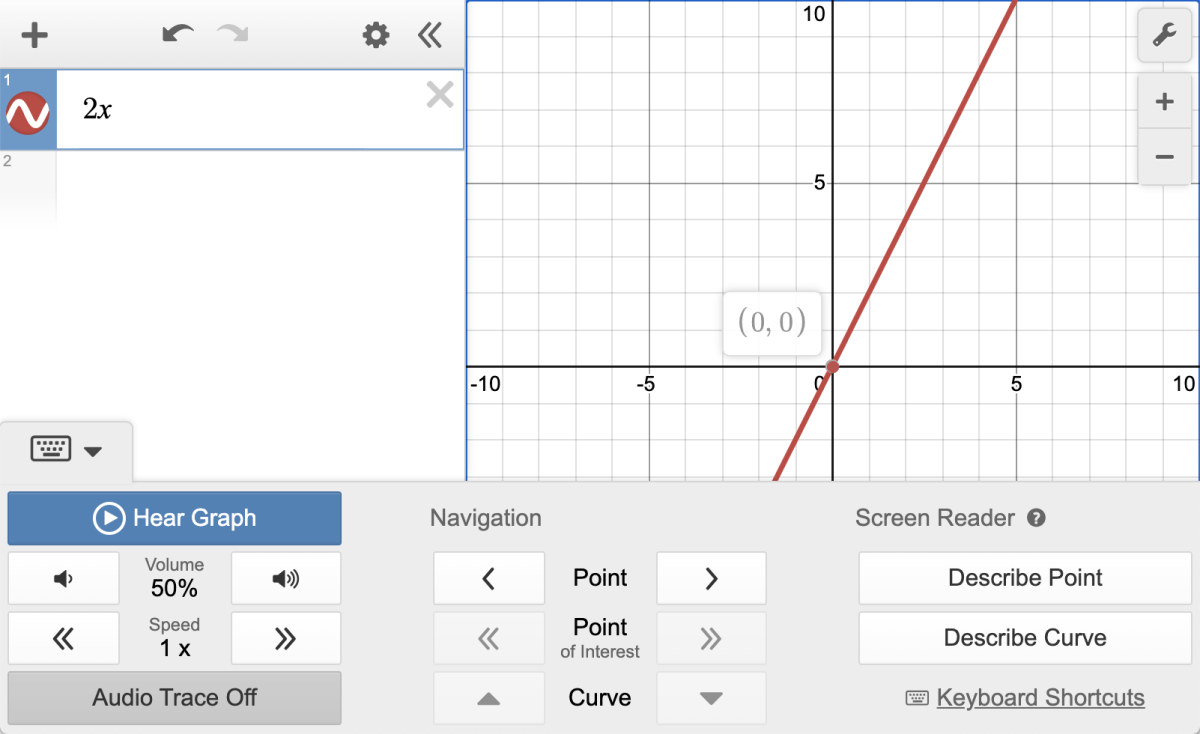 1
2x
2
10
5
(0, 0)
-10
-5
0
5
10
Hear Graph
Volume
50%
Speed
1 x
Audio Trace Off
Navigation
Point
Point
of Interest
Curve
Screen Reader ?
Describe Point
Describe Curve
Keyboard Shortcuts